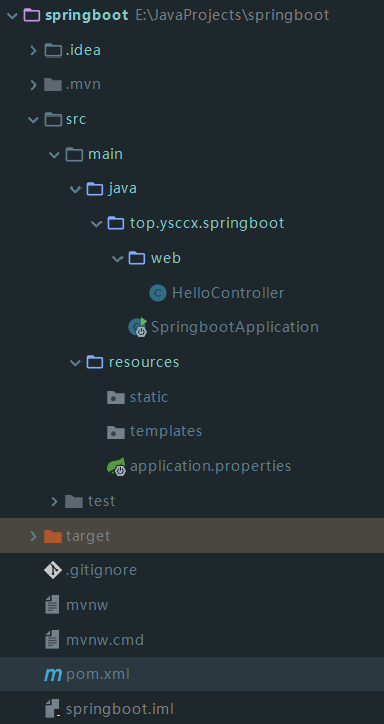 springboot E:\JavaProjects\springboot
.idea
.mvn
src
main
java
top.ysccx.springboot
web
HelloController
SpringbootApplication
resources
static
templates
application.properties
test
target
.gitignore
mvnw
mvnw.cmd
pom.xml
springboot.iml